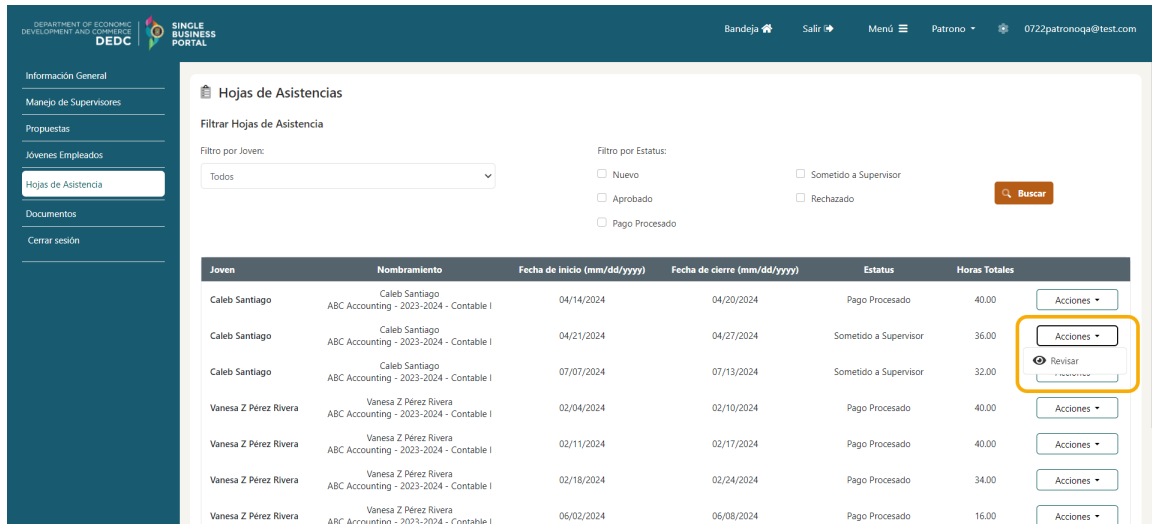 DEPARTMENT OF ECONOMIC
DEVELOPMENT AND COMMERCE
DEDC
SINGLE
BUSINESS
PORTAL
Bandeja Salir Menú Patrono 0722patronoqa@test.com
Información General
Manejo de Supervisores
Propuestas
Jóvenes Empleados
Hojas de Asistencia
Documentos
Cerrar sesión
Hojas de Asistencias
Filtrar Hojas de Asistencia
Filtro por Joven: Filtro por Estatus:
Todos
Nuevo Sometido a Supervisor
Aprobado Rechazado
Pago Procesado
Buscar
Joven Nombramiento Fecha de inicio (mm/dd/yyyy) Fecha de cierre (mm/dd/yyyy) Estatus Horas Totales
Caleb Santiago Caleb Santiago
ABC Accounting - 2023-2024 - Contable I 04/14/2024 04/20/2024 Pago Procesado 40.00 Acciones
Caleb Santiago Caleb Santiago
ABC Accounting - 2023-2024 - Contable I 04/21/2024 04/27/2024 Sometido a Supervisor 36.00 Acciones
Revisar
Caleb Santiago Caleb Santiago
ABC Accounting - 2023-2024 - Contable I 07/07/2024 07/13/2024 Sometido a Supervisor 32.00
Vanesa Z Pérez Rivera Vanesa Z Pérez Rivera
ABC Accounting - 2023-2024 - Contable I 02/04/2024 02/10/2024 Pago Procesado 40.00 Acciones
Vanesa Z Pérez Rivera Vanesa Z Pérez Rivera
ABC Accounting - 2023-2024 - Contable I 02/11/2024 02/17/2024 Pago Procesado 40.00 Acciones
Vanesa Z Pérez Rivera Vanesa Z Pérez Rivera
ABC Accounting - 2023-2024 - Contable I 02/18/2024 02/24/2024 Pago Procesado 34.00 Acciones
Vanesa Z Pérez Rivera Vanesa Z Pérez Rivera
ABC Accounting - 2023-2024 - Contable I 06/02/2024 06/08/2024 Pago Procesado 16.00 Acciones